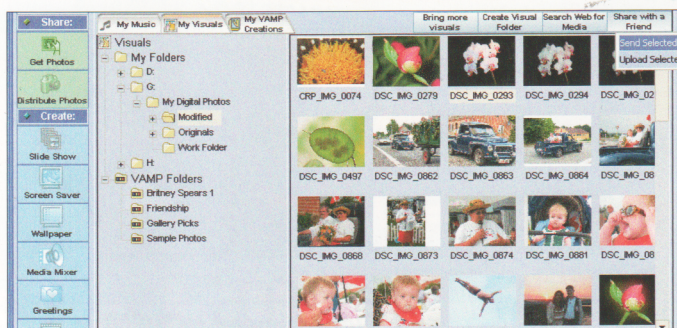 Share:
Get Photos
Distribute Photos
Create:
Slide Show
Screen Saver
Wallpaper
Media Mixer
Greetings
My Music
My Visuals
My VAMP
Creations
Bring more
visuals
Create Visual
Folder
Search Web for
Media
Share with a
Friend
Send Selected
Upload Selecte
Visuals
My Folders
D:
G:
My Digital Photos
Modified
Originals
Work Folder
H:
VAMP Folders
Britney Spears 1
Friendship
Gallery Picks
Sample Photos
CRP_IMG_0074
DSC_IMG_0279
DSC_IMG_0293
DSC_IMG_0294
DSC_IMG_02
DSC_IMG_0497
DSC_IMG_0862
DSC_IMG_0863
DSC_IMG_0864
DSC_IMG_08
DSC_IMG_0868
DSC_IMG_0873
DSC_IMG_0874
DSC_IMG_0881
DSC_IMG_08